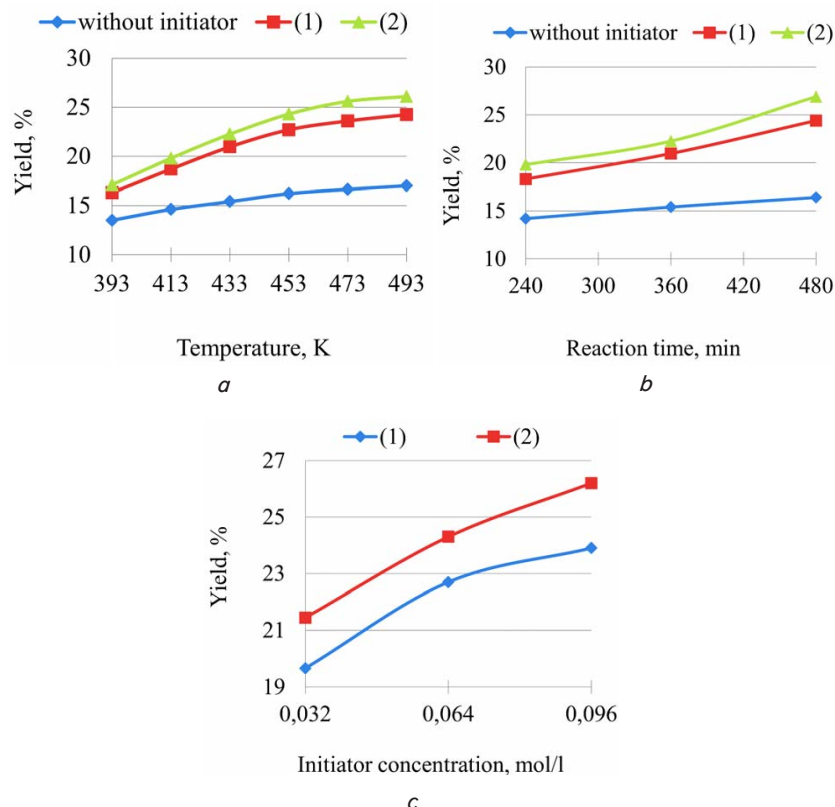 without initiator (1) (2)
30
25
20
15
10
Yield, %
393 413 433 453 473 493
Temperature, K
a
without initiator (1) (2)
30
25
20
15
10
Yield, %
240 300 360 420 480
Reaction time, min
b
(1) (2)
27
25
23
21
19
Yield, %
0,032 0,064 0,096
Initiator concentration, mol/l
c